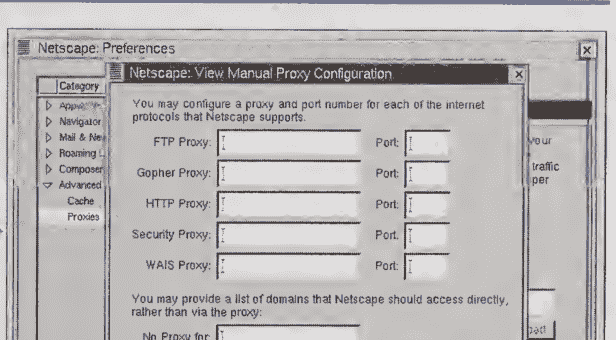 Netscape: Preferences
Netscape: View Manual Proxy Configuration
Category
Navigator
Mail &
Roaming
Composer
Advanced
Cache
Proxies
You may configure a proxy and port number for each of the internet
protocols that Netscape supports.
FTP Proxy: Port:
Gopher Proxy: Port:
HTTP Proxy: Port:
Security Proxy: Port:
WAIS Proxy: Port:
You may provide a list of domains that Netscape should access directly,
rather than via the proxy:
No Proxy for:
your
traffic
per